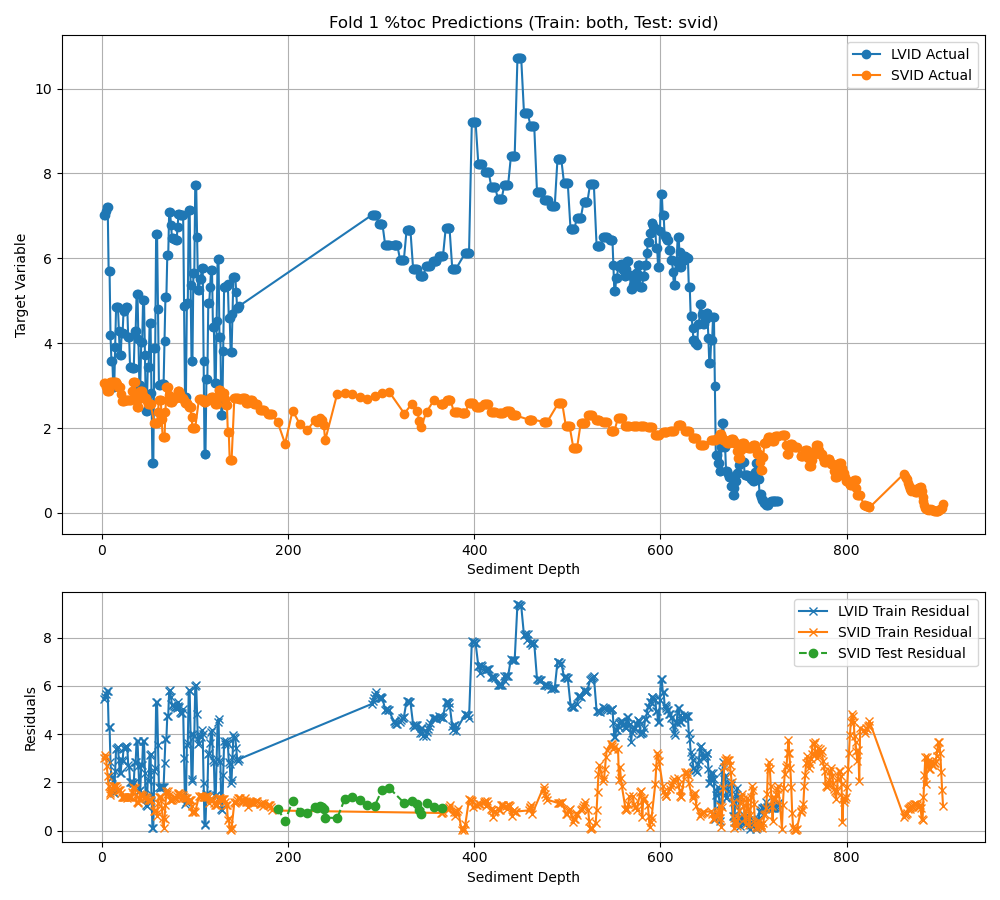 Fold 1 %toc Predictions (Train: both, Test: svid)
Target Variable
10
8
6
4
2
0
LVID Actual
SVID Actual
0 200 400 600 800
Sediment Depth
Residuals
8
6
4
2
0
LVID Train Residual
SVID Train Residual
SVID Test Residual
0 200 400 600 800
Sediment Depth